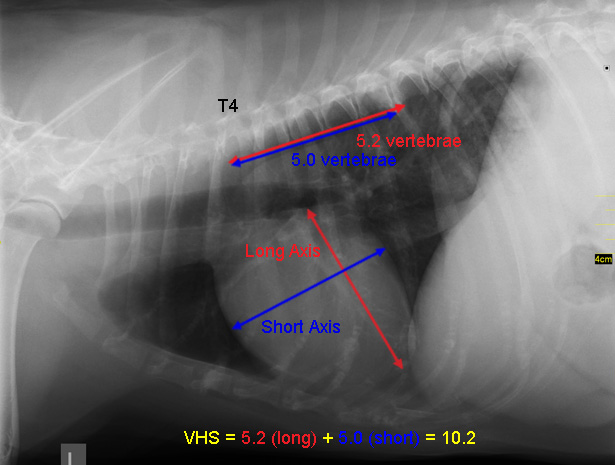 T4
5.2 vertebrae
5.0 vertebrae
Long Axis
4cm
Short Axis
VHS = 5.2 (long) + 5.0 (short) = 10.2
L